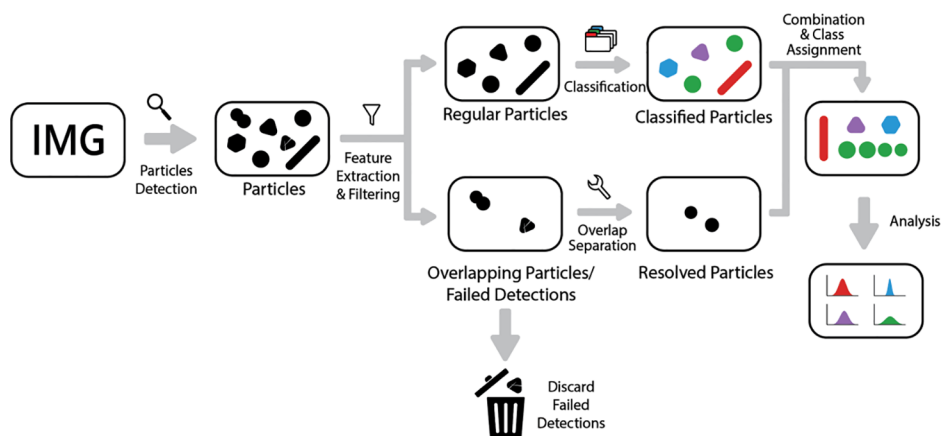 IMG
Particles
Detection
Particles
Feature
Extraction
& Filtering
Regular Particles
Classification
Classified Particles
Overlapping Particles/
Failed Detections
Overlap
Separation
Resolved Particles
Combination
& Class
Assignment
Analysis
Discard
Failed
Detections